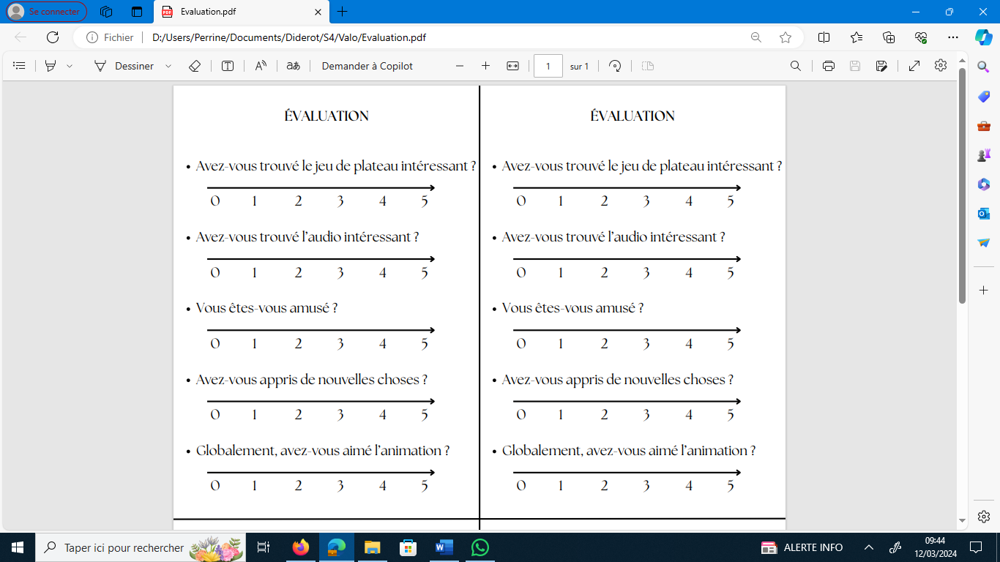 Se connecter
Evaluation.pdf
Fichier
D:/Users/Perrine/Documents/Diderot/S4/Valo/Evaluation.pdf
Dessiner
aあ
Demander à Copilot
1
sur 1
ÉVALUATION
• Avez-vous trouvé le jeu de plateau intéressant ?
0 1 2 3 4 5
• Avez-vous trouvé l'audio intéressant ?
0 1 2 3 4 5
• Vous êtes-vous amusé ?
0 1 2 3 4 5
• Avez-vous appris de nouvelles choses ?
0 1 2 3 4 5
• Globalement, avez-vous aimé l'animation ?
0 1 2 3 4 5
ÉVALUATION
• Avez-vous trouvé le jeu de plateau intéressant ?
0 1 2 3 4 5
• Avez-vous trouvé l'audio intéressant ?
0 1 2 3 4 5
• Vous êtes-vous amusé ?
0 1 2 3 4 5
• Avez-vous appris de nouvelles choses ?
0 1 2 3 4 5
• Globalement, avez-vous aimé l'animation ?
0 1 2 3 4 5
Taper ici pour rechercher
ALERTE INFO
09:44
12/03/2024